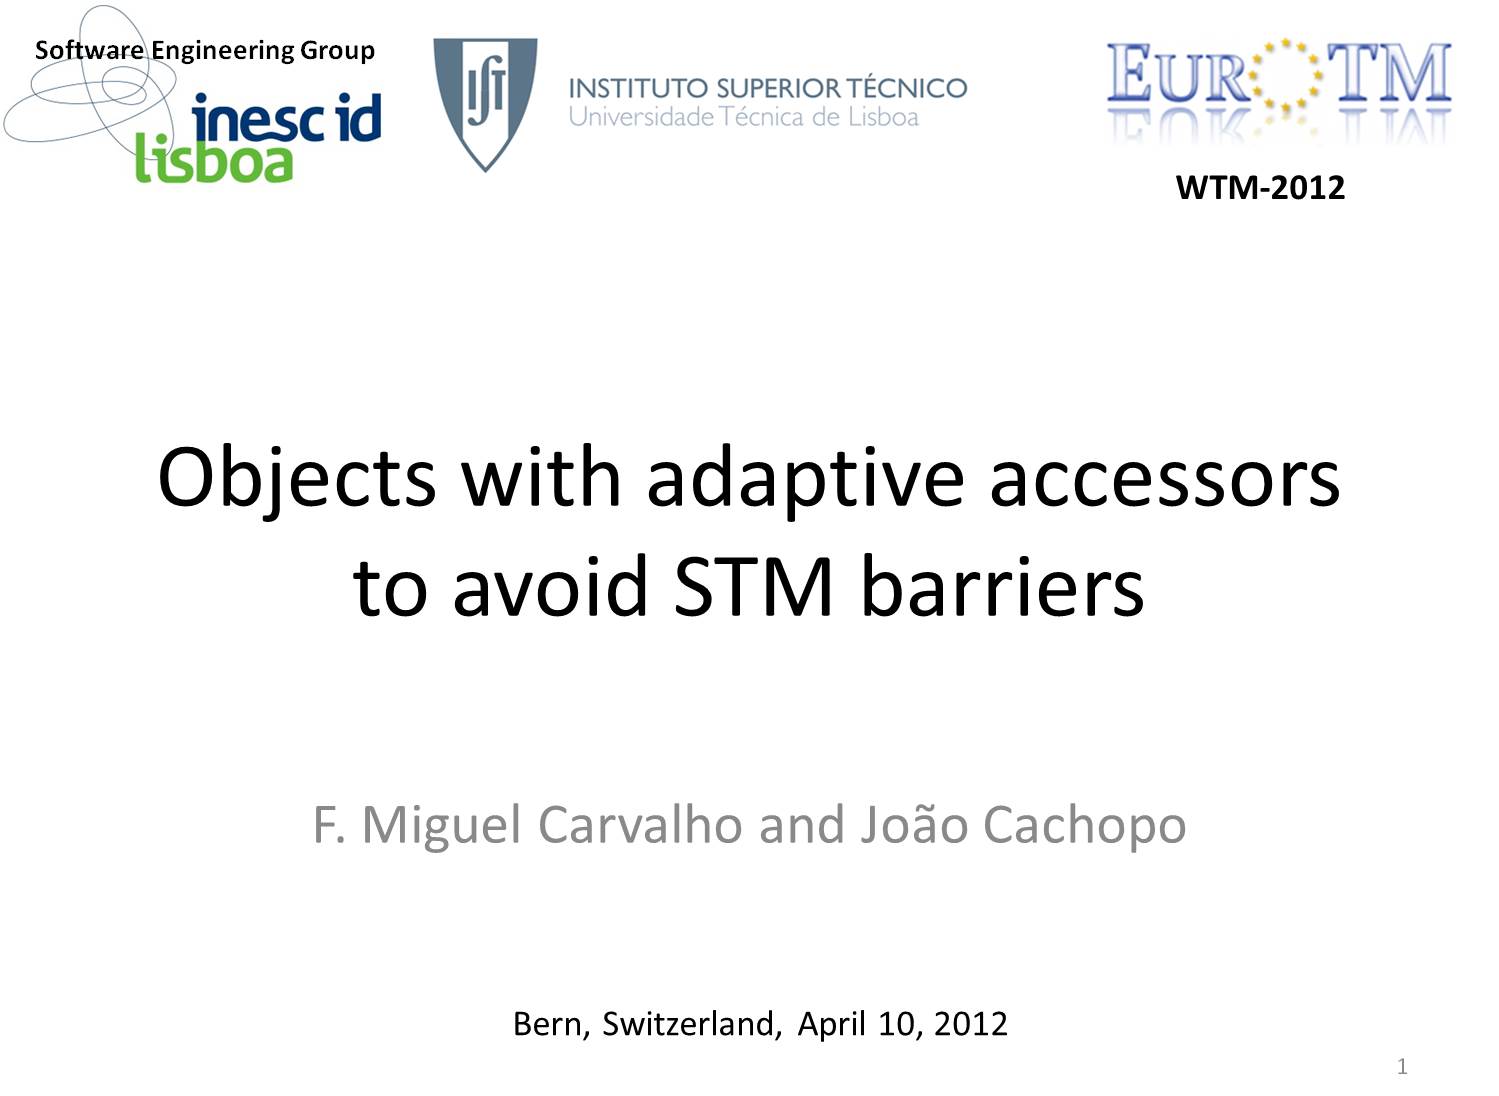 Software Engineering Group
inesc id
lisboa
IST
INSTITUTO SUPERIOR TÉCNICO
Universidade Técnica de Lisboa
EUROTM
WTM-2012
Objects with adaptive accessors
to avoid STM barriers
F. Miguel Carvalho and João Cachopo
Bern, Switzerland, April 10, 2012
1